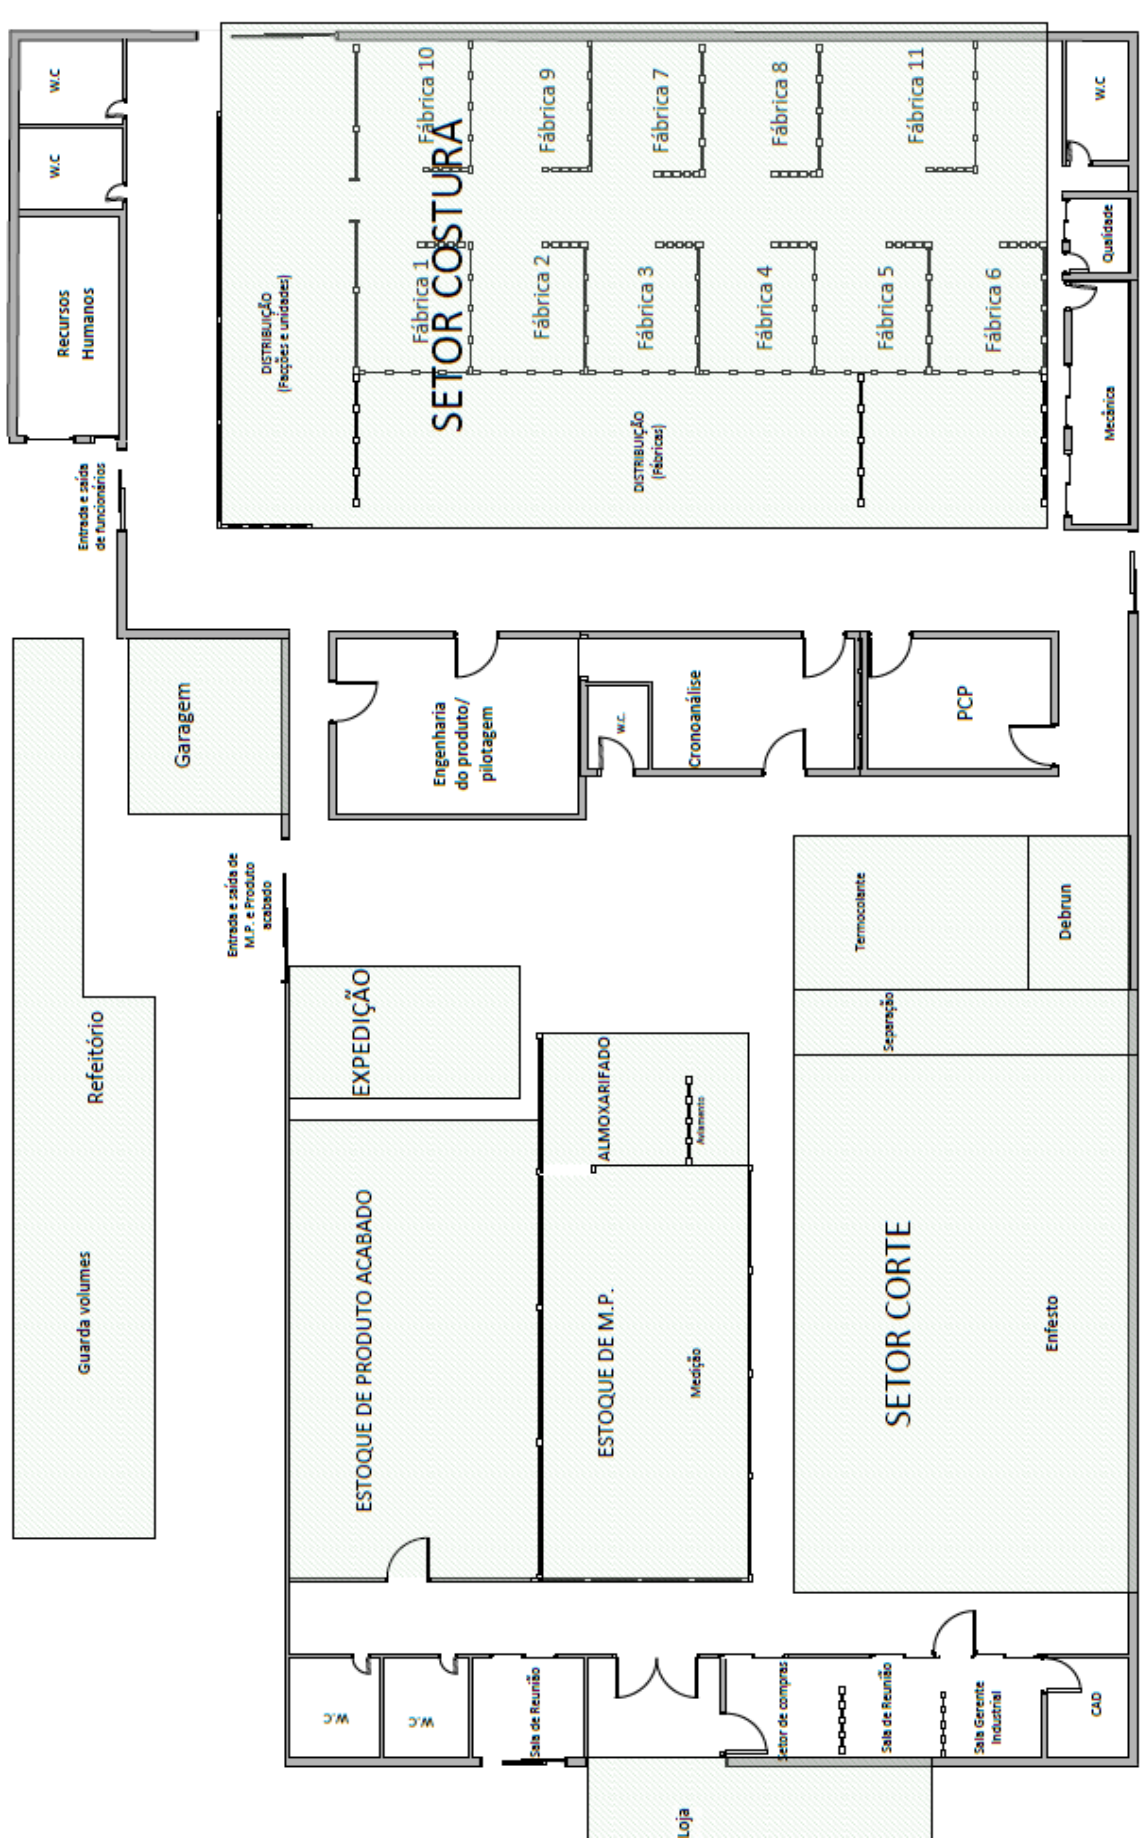 W.C
W.C
Recursos
Humanos
Entrada e saída
de funcionários
DISTRIBUIÇÃO
(Facções e unidades)
SETOR COSTURA
Fábrica 10
Fábrica 9
Fábrica 7
Fábrica 8
Fábrica 11
Fábrica 1
Fábrica 2
Fábrica 3
Fábrica 4
Fábrica 5
Fábrica 6
DISTRIBUIÇÃO
(Fábricas)
W.C
Qualidade
Mecânica
Garagem
Engenharia
do produto/
pilotagem
W.C.
Cronoanálise
PCP
Entrada e saída de
M.P. e Produto
acabado
Refeitório
Guarda volumes
EXPEDIÇÃO
ALMOXARIFADO
Aviamento
Termocolante
Debrun
Separação
ESTOQUE DE PRODUTO ACABADO
ESTOQUE DE M.P.
Medição
SETOR CORTE
Enfesto
W.C
W.C
Sala de Reunião
Setor de compras
Sala de Reunião
Sala Gerente
Industrial
CAD
Loja